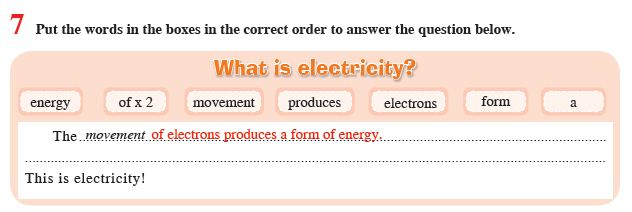 7 Put the words in the boxes in the correct order to answer the question below.
What is electricity?
energy of x 2 movement produces electrons form a
The movement of electrons produces a form of energy.
This is electricity!